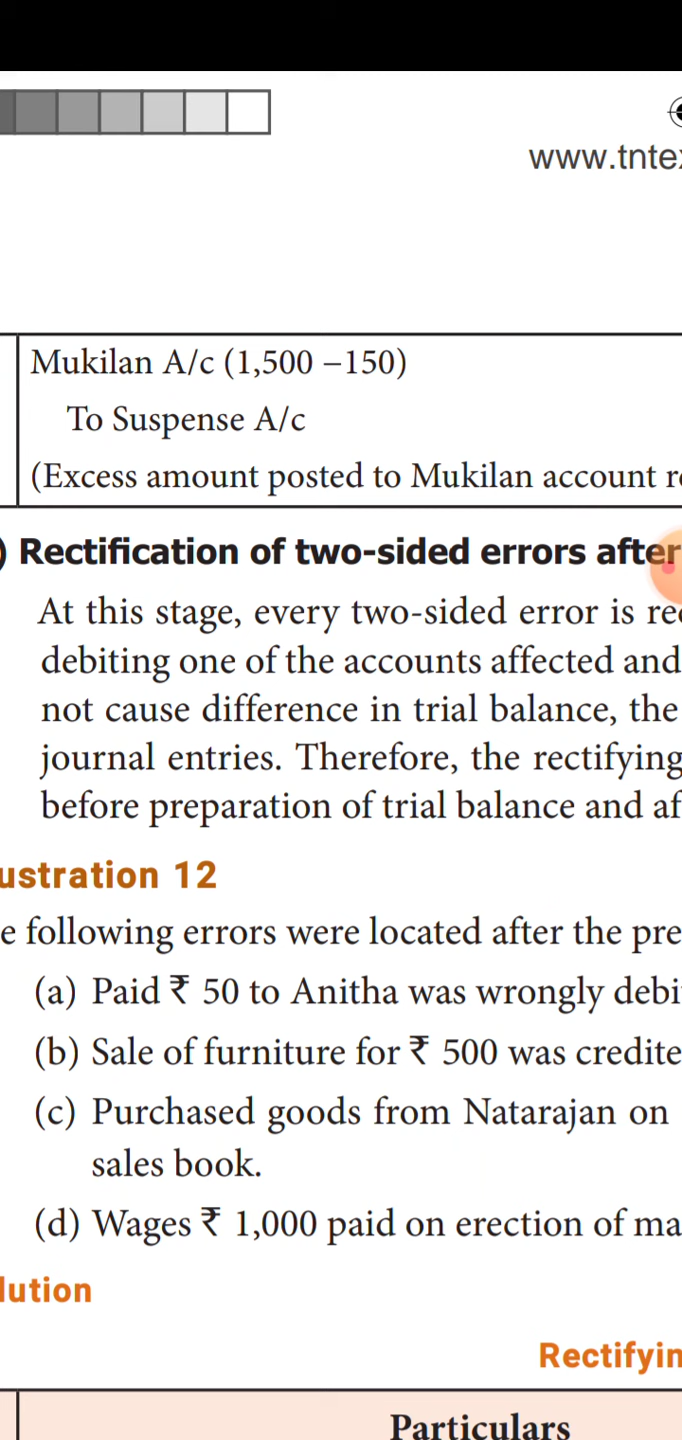 www.tntex
Mukilan A/c (1,500 –150)
To Suspense A/c
(Excess amount posted to Mukilan account re
) Rectification of two-sided errors after
At this stage, every two-sided error is rec
debiting one of the accounts affected and
not cause difference in trial balance, the
journal entries. Therefore, the rectifying
before preparation of trial balance and af
ustration 12
e following errors were located after the pre
(a) Paid ₹ 50 to Anitha was wrongly debi
(b) Sale of furniture for ₹ 500 was credite
(c) Purchased goods from Natarajan on
sales book.
(d) Wages ₹ 1,000 paid on erection of ma
lution
Rectifyin
Particulars